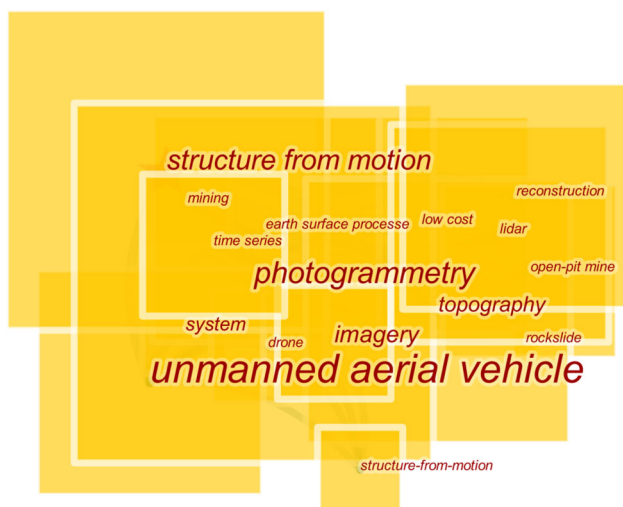 structure from motion
mining
reconstruction
earth surface processe
low cost
lidar
time series
photogrammetry
open-pit mine
topography
system
drone
imagery
rockslide
unmanned aerial vehicle
structure-from-motion